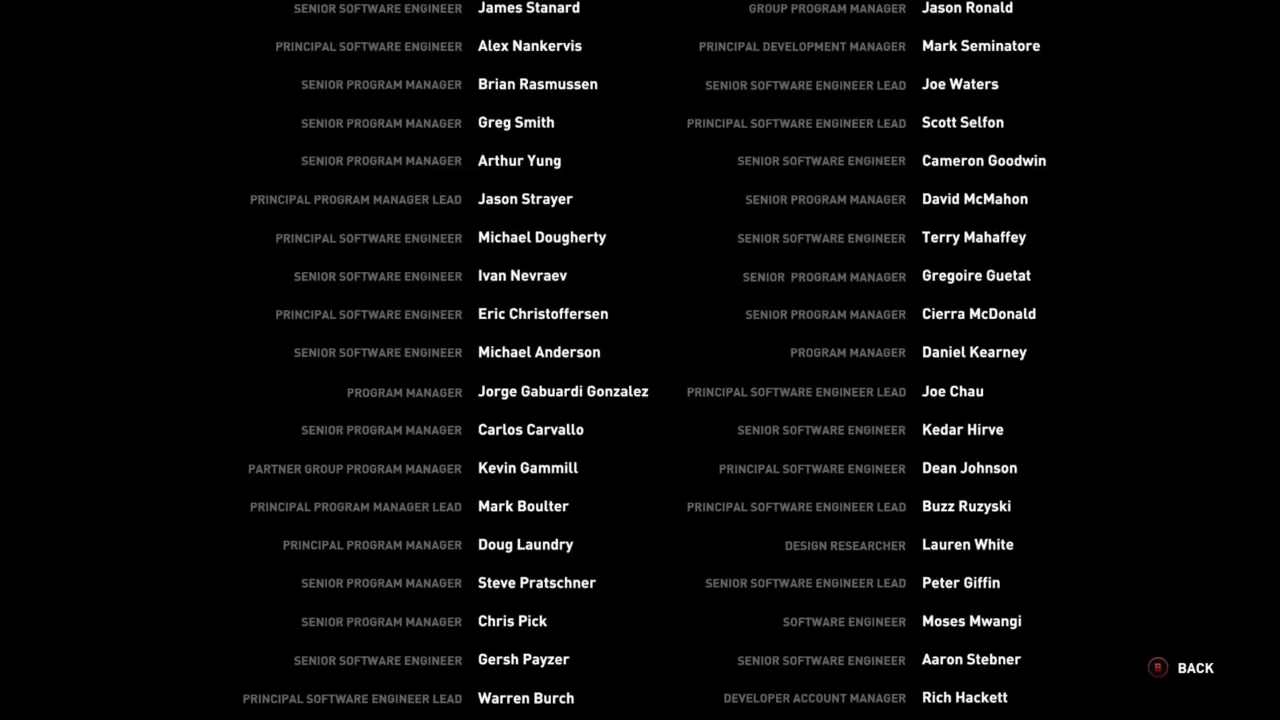 SENIOR SOFTWARE ENGINEER James Stanard
PRINCIPAL SOFTWARE ENGINEER Alex Nankervis
SENIOR PROGRAM MANAGER Brian Rasmussen
SENIOR PROGRAM MANAGER Greg Smith
SENIOR PROGRAM MANAGER Arthur Yung
PRINCIPAL PROGRAM MANAGER LEAD Jason Strayer
PRINCIPAL SOFTWARE ENGINEER Michael Dougherty
SENIOR SOFTWARE ENGINEER Ivan Nevraev
PRINCIPAL SOFTWARE ENGINEER Eric Christoffersen
SENIOR SOFTWARE ENGINEER Michael Anderson
PROGRAM MANAGER Jorge Gabuardi Gonzalez
SENIOR PROGRAM MANAGER Carlos Carvallo
PARTNER GROUP PROGRAM MANAGER Kevin Gammill
PRINCIPAL PROGRAM MANAGER LEAD Mark Boulter
PRINCIPAL PROGRAM MANAGER Doug Laundry
SENIOR PROGRAM MANAGER Steve Pratschner
SENIOR PROGRAM MANAGER Chris Pick
SENIOR SOFTWARE ENGINEER Gersh Payzer
PRINCIPAL SOFTWARE ENGINEER LEAD Warren Burch
GROUP PROGRAM MANAGER Jason Ronald
PRINCIPAL DEVELOPMENT MANAGER Mark Seminatore
SENIOR SOFTWARE ENGINEER LEAD Joe Waters
PRINCIPAL SOFTWARE ENGINEER LEAD Scott Selfon
SENIOR SOFTWARE ENGINEER Cameron Goodwin
SENIOR PROGRAM MANAGER David McMahon
SENIOR SOFTWARE ENGINEER Terry Mahaffey
SENIOR PROGRAM MANAGER Gregoire Guetat
SENIOR PROGRAM MANAGER Cierra McDonald
PROGRAM MANAGER Daniel Kearney
PRINCIPAL SOFTWARE ENGINEER LEAD Joe Chau
SENIOR SOFTWARE ENGINEER Kedar Hirve
PRINCIPAL SOFTWARE ENGINEER Dean Johnson
PRINCIPAL SOFTWARE ENGINEER LEAD Buzz Ruzyski
DESIGN RESEARCHER Lauren White
SENIOR SOFTWARE ENGINEER LEAD Peter Giffin
SOFTWARE ENGINEER Moses Mwangi
SENIOR SOFTWARE ENGINEER Aaron Stebner
DEVELOPER ACCOUNT MANAGER Rich Hackett
B BACK